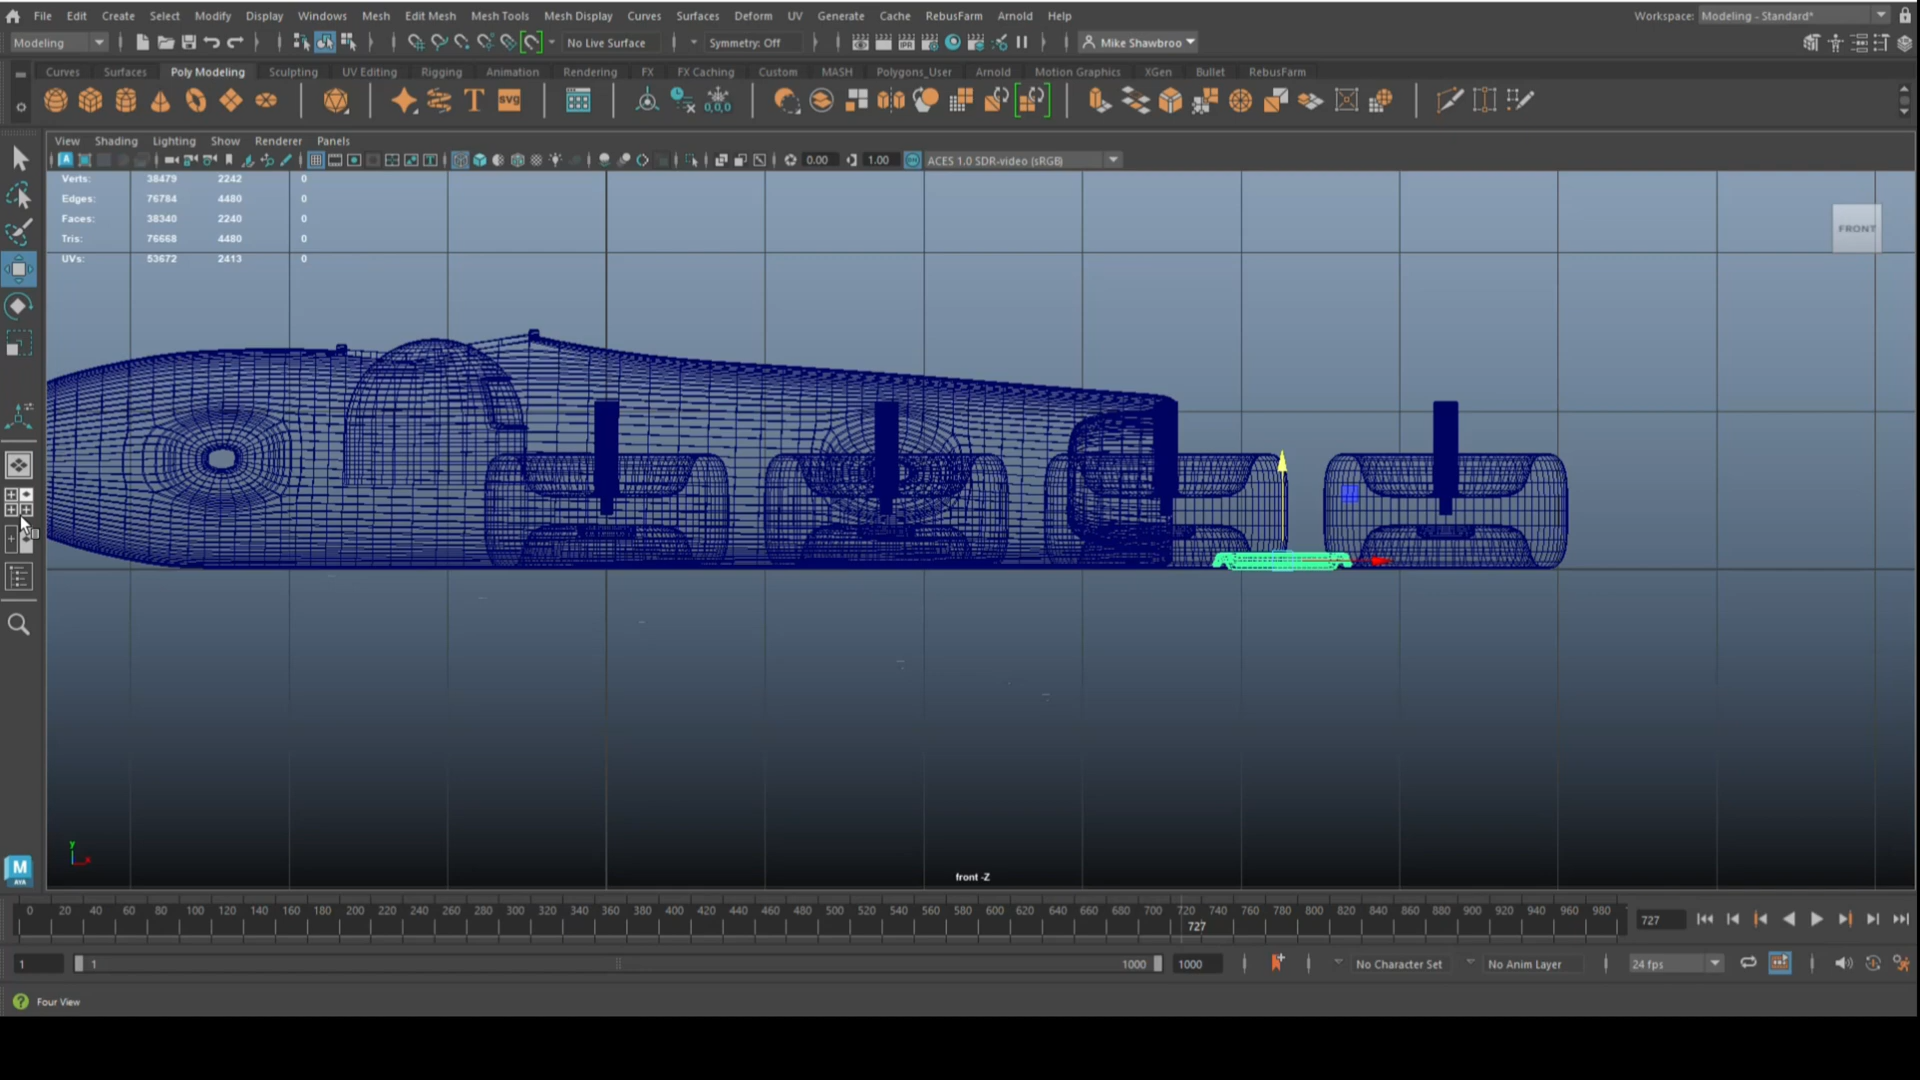 File Edit Create Select Modify Display Windows Mesh Edit Mesh Mesh Tools Mesh Display Curves Surfaces Deform UV Generate Cache RebusFarm Arnold Help Workspace: Modeling - Standard*
Modeling No Live Surface Symmetry: Off Mike Shawbroo
Curves Surfaces Poly Modeling Sculpting UV Editing Rigging Animation Rendering FX FX Caching Custom MASH Polygons_User Arnold Motion Graphics XGen Bullet RebusFarm
T svg 0,0,0
View Shading Lighting Show Renderer Panels
0.00 1.00 ACES 1.0 SDR-video (sRGB)
Verts: 38479 2242 0
Edges: 76784 4480 0
Faces: 38340 2240 0
Tris: 76668 4480 0
UVs: 53672 2413 0
FRONT
y
x
front -Z
M
AYA
0 20 40 60 80 100 120 140 160 180 200 220 240 260 280 300 320 340 360 380 400 420 440 460 480 500 520 540 560 580 600 620 640 660 680 700 720 740 760 780 800 820 840 860 880 900 920 940 960 980
727 727
1 1 1000 1000 No Character Set No Anim Layer 24 fps
? Four View